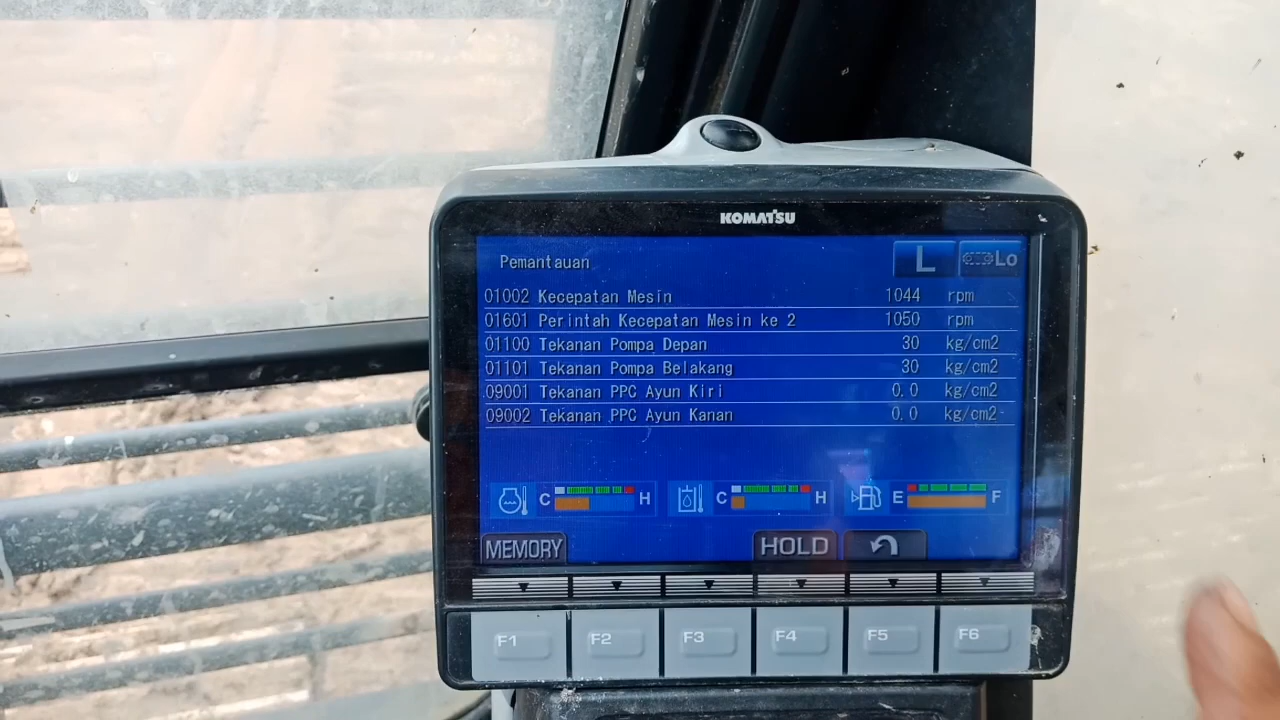 KOMATSU
Pemantauan L Lo
01002 Kecepatan Mesin 1044 rpm
01601 Perintah Kecepatan Mesin ke 2 1050 rpm
01100 Tekanan Pompa Depan 30 kg/cm2
01101 Tekanan Pompa Belakang 30 kg/cm2
09001 Tekanan PPC Ayun Kiri 0.0 kg/cm2
09002 Tekanan PPC Ayun Kanan 0.0 kg/cm2
C H C H E F
MEMORY HOLD
F1 F2 F3 F4 F5 F6